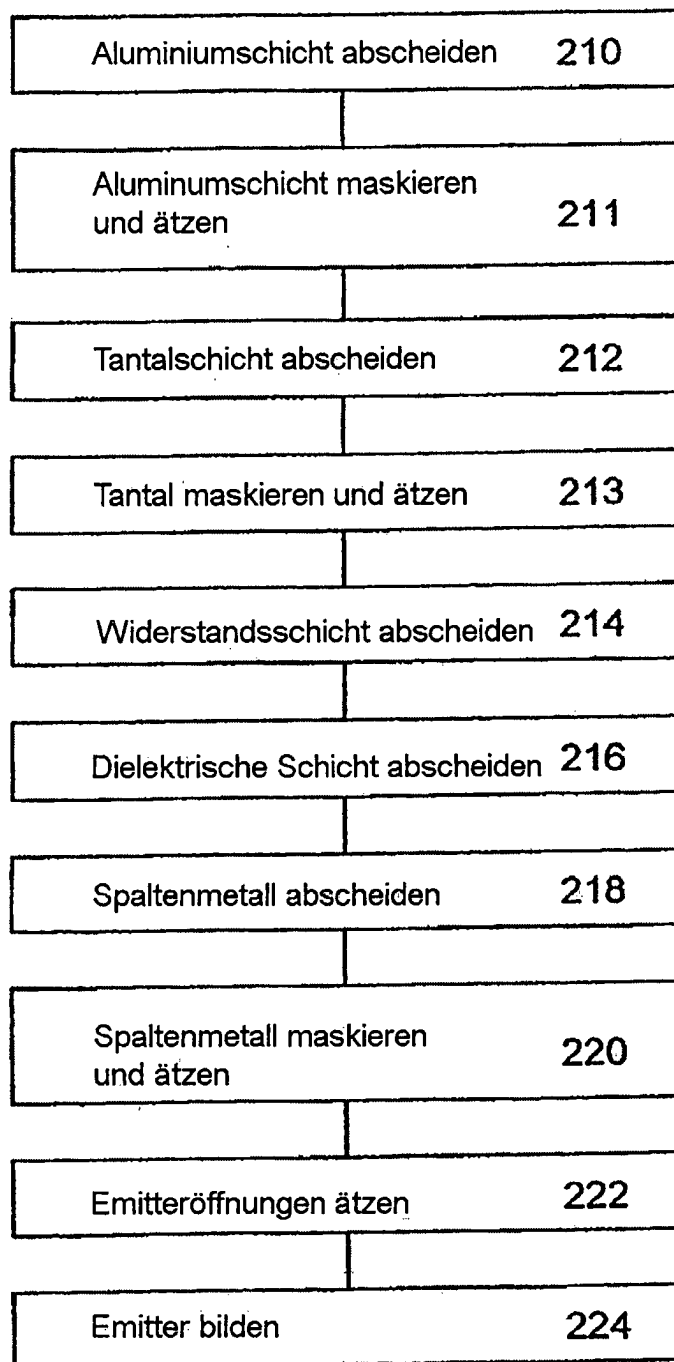 Aluminiumschicht abscheiden 210
Aluminumschicht maskieren
und ätzen 211
Tantalschicht abscheiden 212
Tantal maskieren und ätzen 213
Widerstandsschicht abscheiden 214
Dielektrische Schicht abscheiden 216
Spaltenmetall abscheiden 218
Spaltenmetall maskieren
und ätzen 220
Emitteröffnungen ätzen 222
Emitter bilden 224